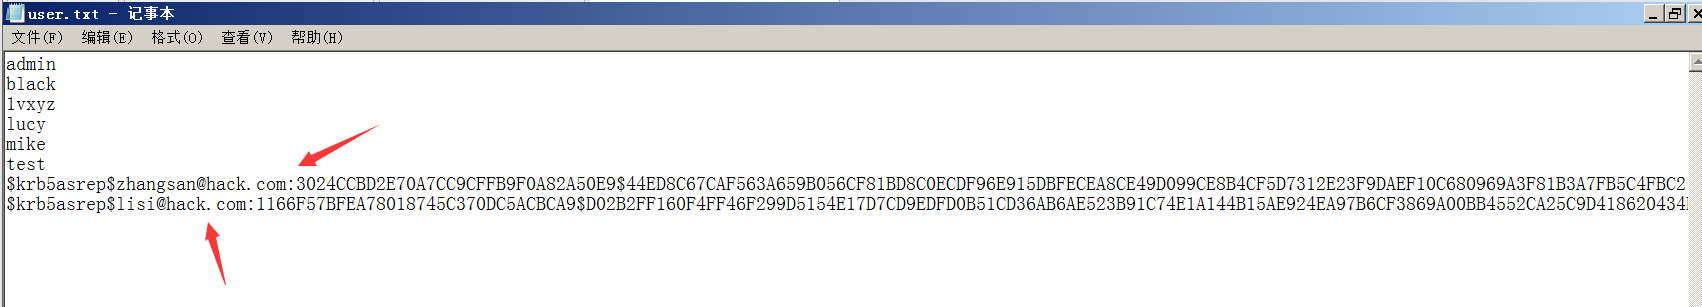 user.txt - 记事本
文件(F) 编辑(E) 格式(O) 查看(V) 帮助(H)
admin
black
lvxyz
lucy
mike
test
$krb5asrep$zhangsan@hack.com:3024CCBD2E70A7CC9CFFB9F0A82A50E9$44ED8C67CAF563A659B056CF81BD8C0ECDF96E915DBFECEA8CE49D099CE8B4CF5D7312E23F9DAEF10C680969A3F81B3A7FB5C4FBC2
$krb5asrep$lisi@hack.com:1166F57BFEA78018745C370DC5ACBCA9$D02B2FF160F4FF46F299D5154E17D7CD9EDFD0B51CD36AB6AE523B91C74E1A144B15AE924EA97B6CF3869A00BB4552CA25C9D418620434